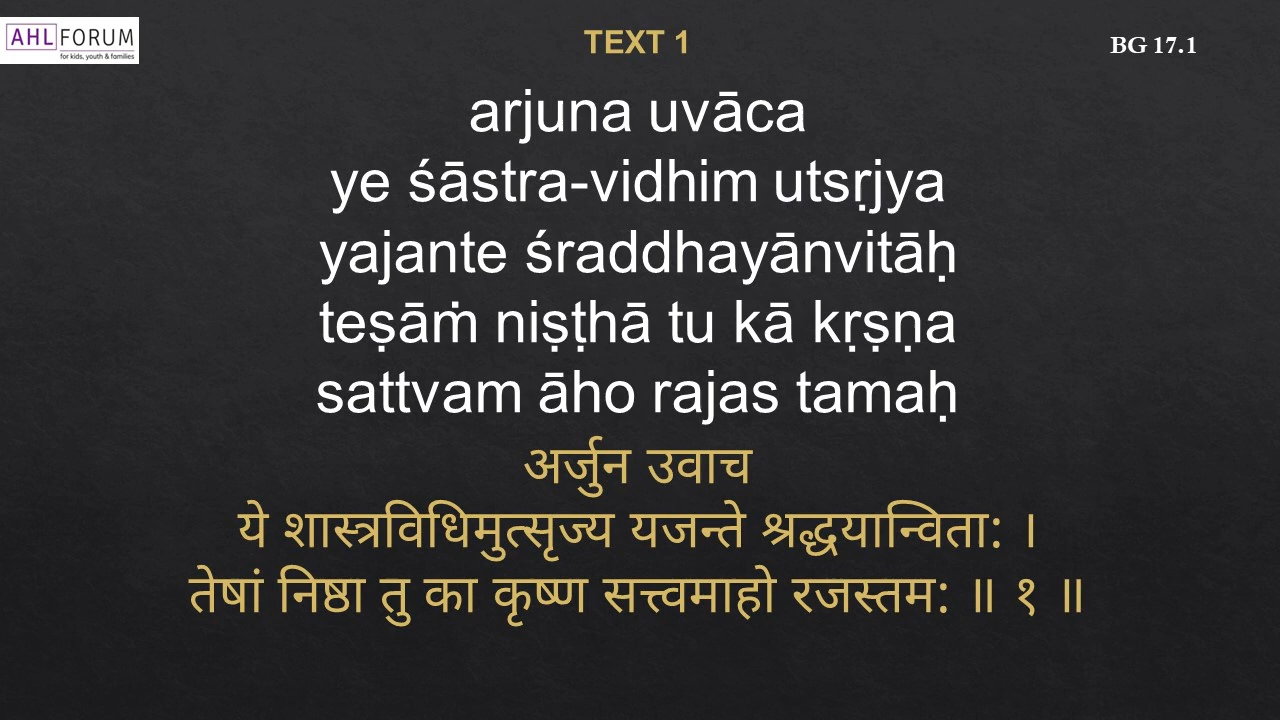 AHL FORUM
for kids, youth & families
TEXT 1
BG 17.1
arjuna uvāca
ye śāstra-vidhim utsṛjya
yajante śraddhayānvitāḥ
teṣāṁ niṣṭhā tu kā kṛṣṇa
sattvam āho rajas tamaḥ
अर्जुन उवाच
ये शास्त्रविधिमुत्सृज्य यजन्ते श्रद्धयान्विता: ।
तेषां निष्ठा तु का कृष्ण सत्त्वमाहो रजस्तम: ॥ १ ॥